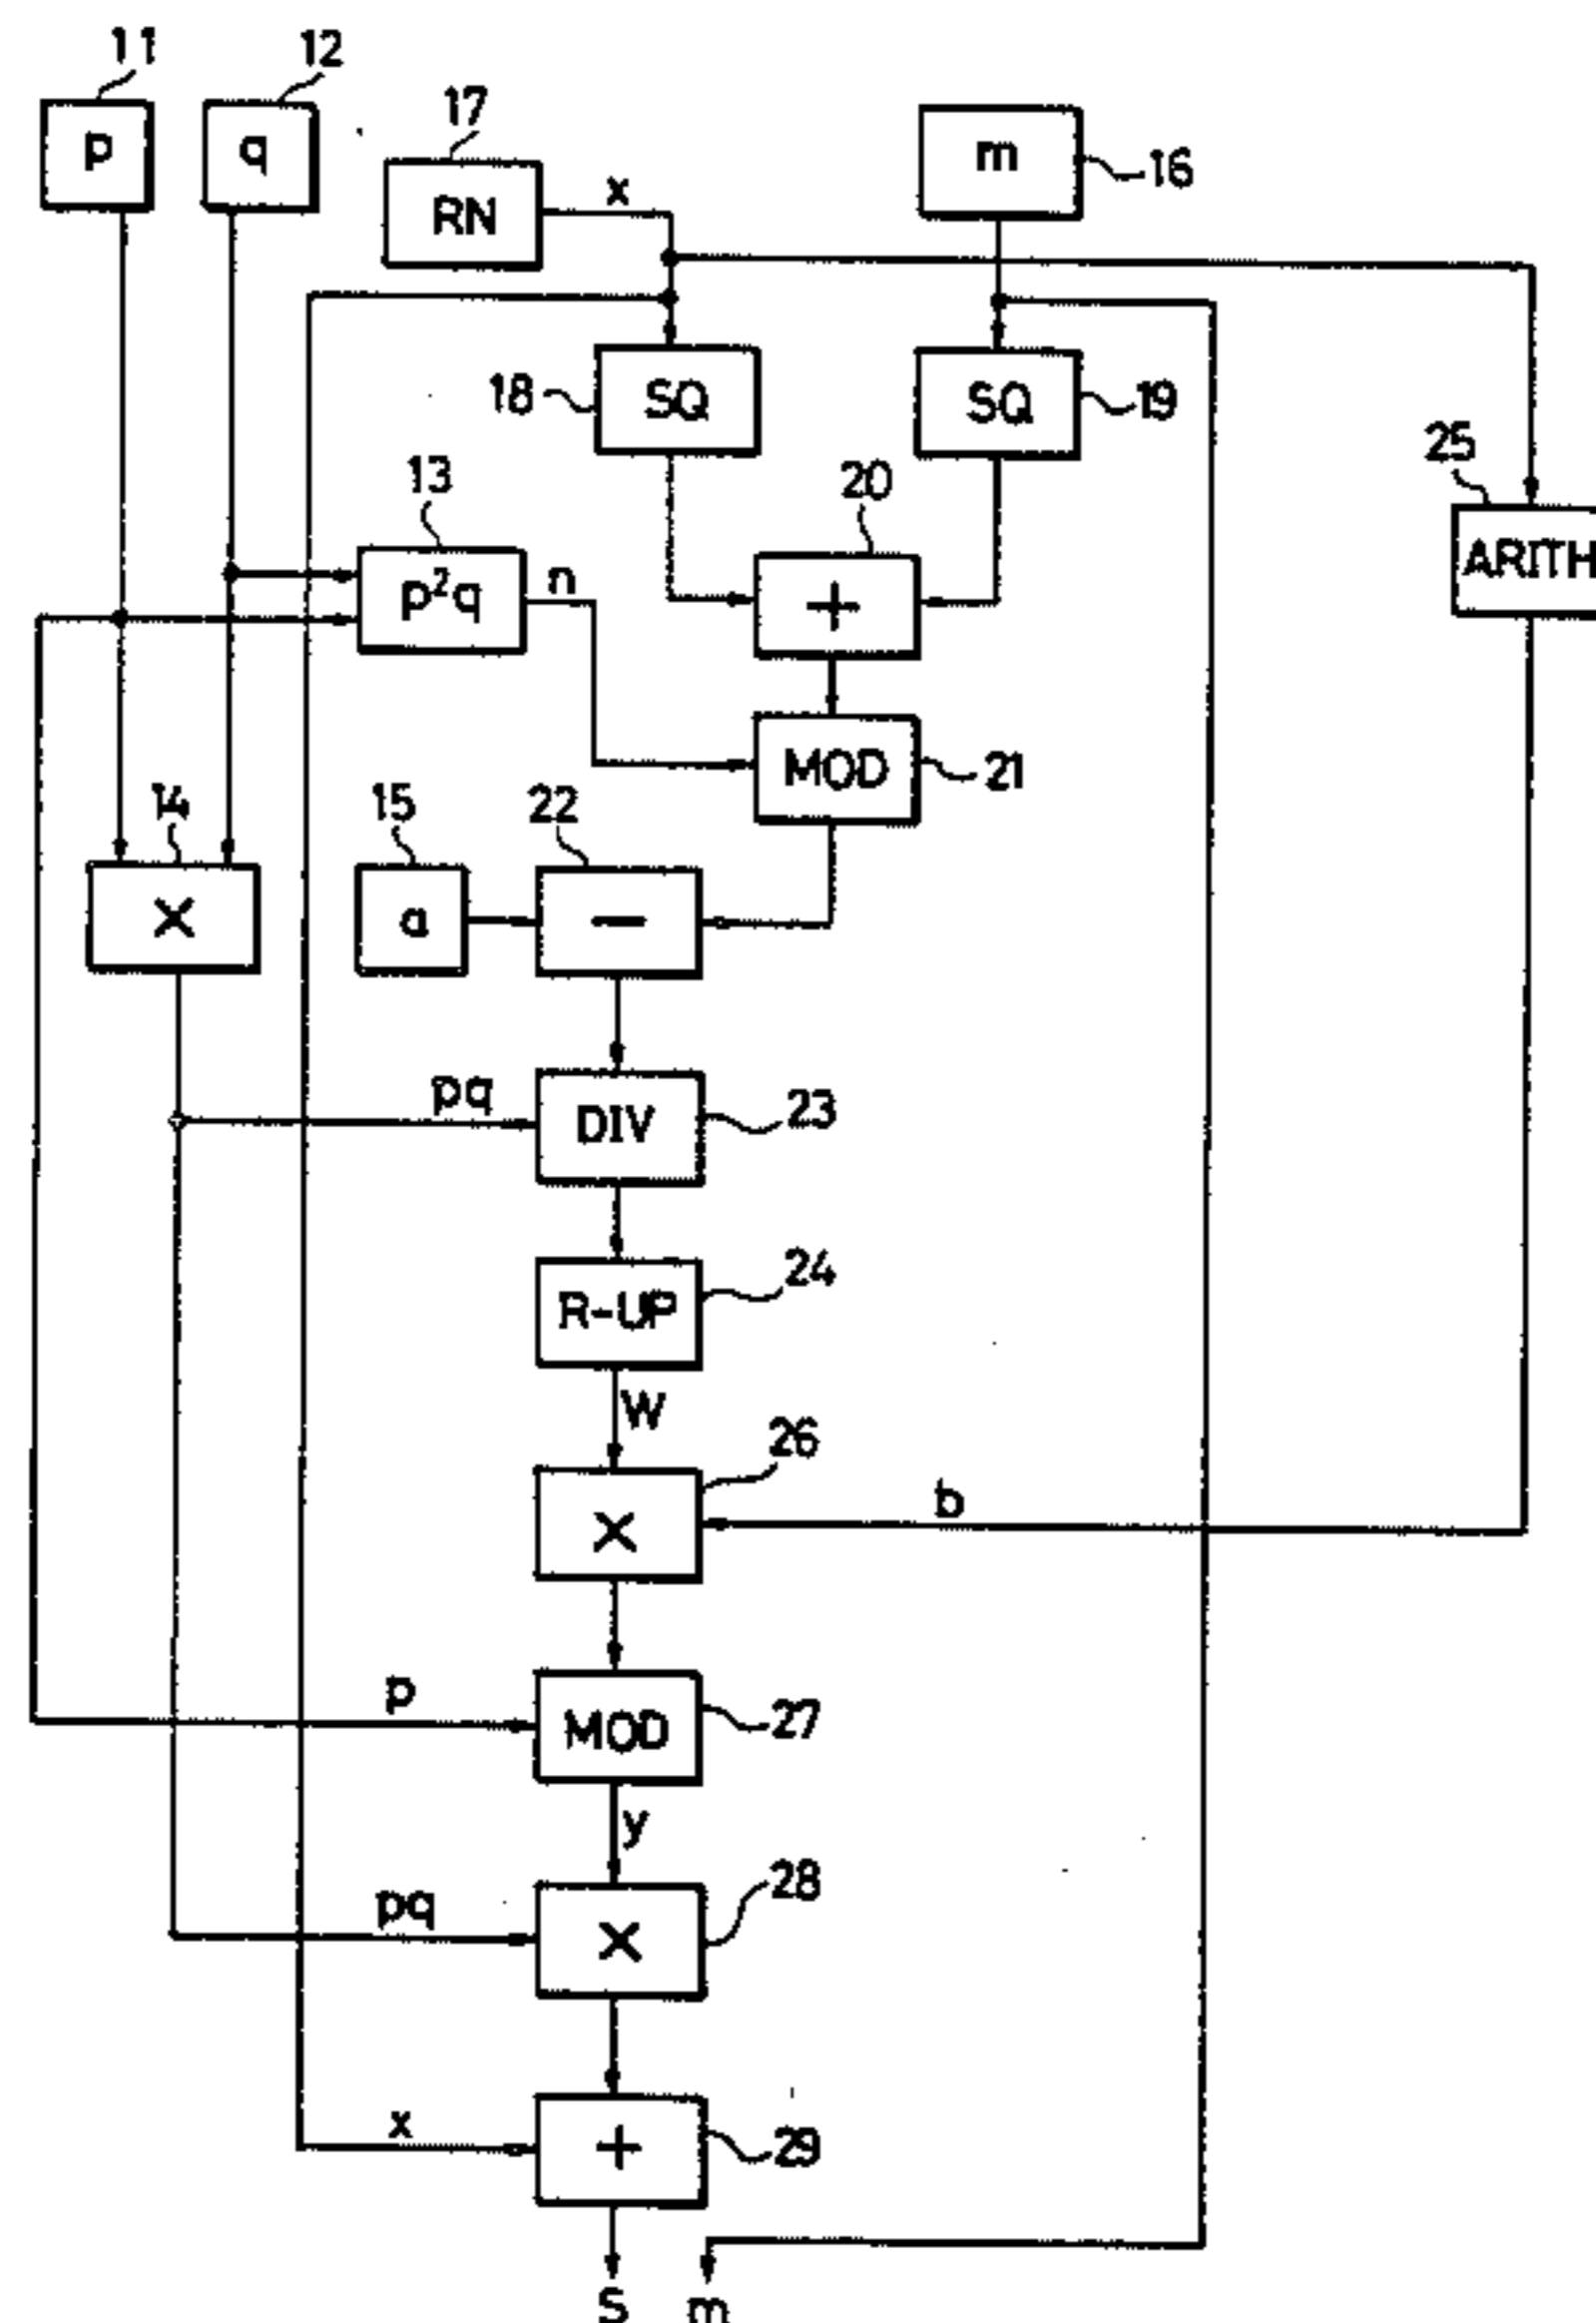 11
12
17
p
q
RN
x
m
16
18
SQ
SQ
19
25
13
20
ARITH
p²q
n
+
MOD
21
14
15
22
×
a
−
pq
DIV
23
24
R-UP
W
26
×
b
p
MOD
27
y
28
pq
×
x
+
29
S
m